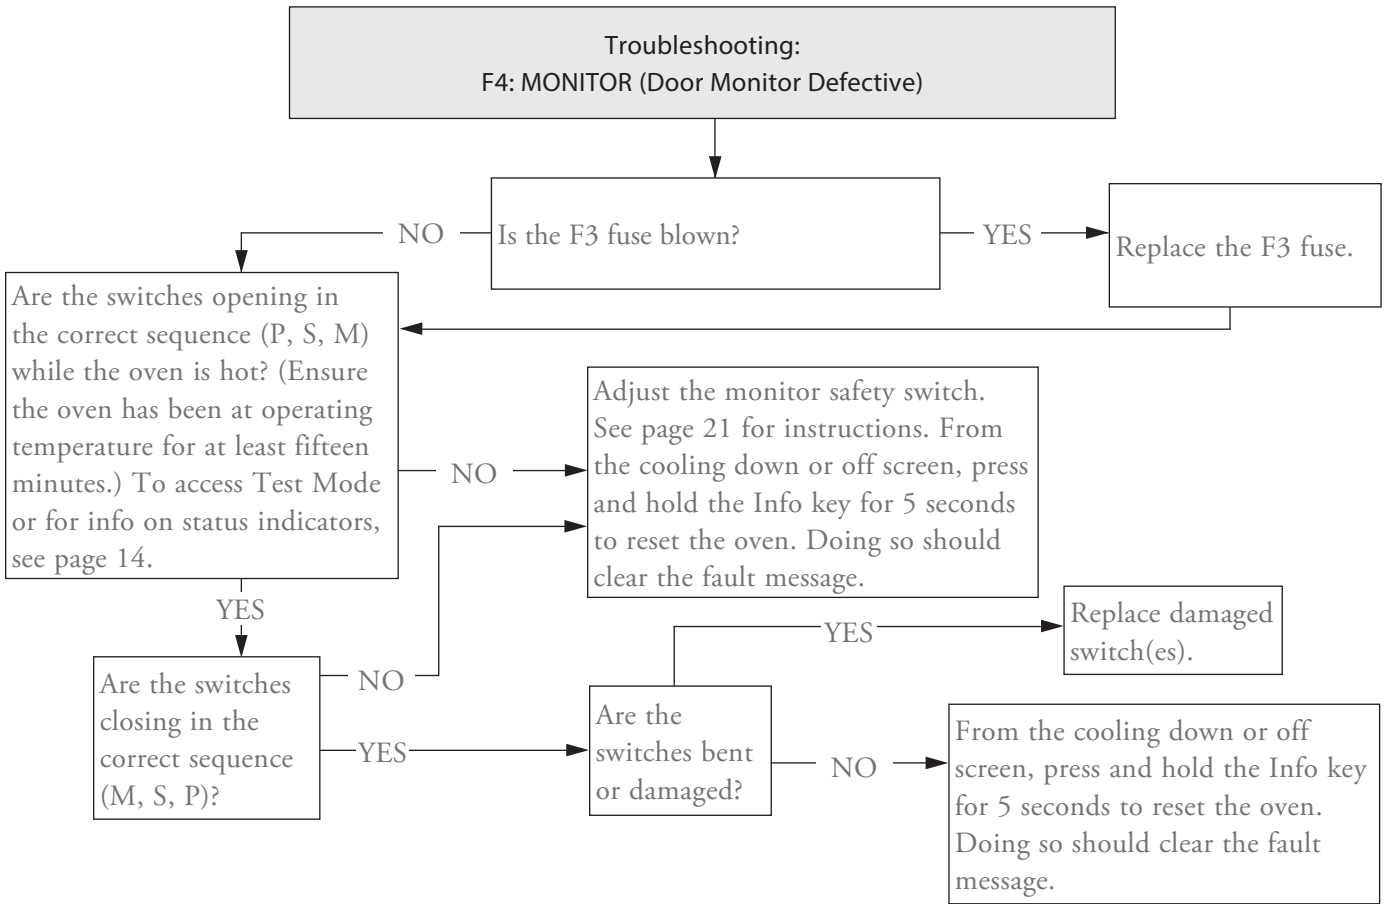 Troubleshooting:
F4: MONITOR (Door Monitor Defective)
Is the F3 fuse blown?
NO
YES
Replace the F3 fuse.
Are the switches opening in
the correct sequence (P, S, M)
while the oven is hot? (Ensure
the oven has been at operating
temperature for at least fifteen
minutes.) To access Test Mode
or for info on status indicators,
see page 14.
NO
Adjust the monitor safety switch.
See page 21 for instructions. From
the cooling down or off screen, press
and hold the Info key for 5 seconds
to reset the oven. Doing so should
clear the fault message.
YES
Are the switches
closing in the
correct sequence
(M, S, P)?
NO
YES
Are the
switches bent
or damaged?
YES
Replace damaged
switch(es).
NO
From the cooling down or off
screen, press and hold the Info key
for 5 seconds to reset the oven.
Doing so should clear the fault
message.